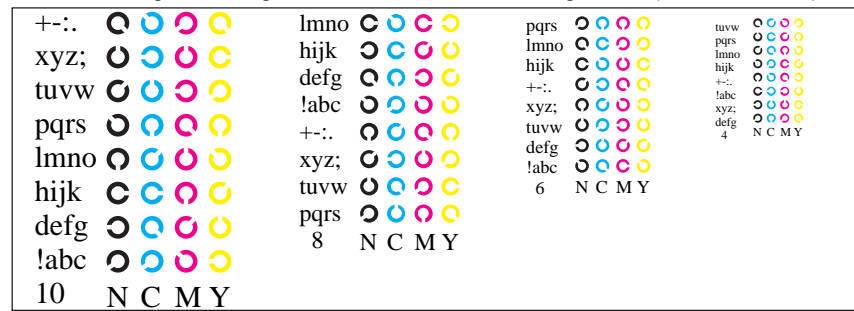 +-:.
xyz;
tuvw
pqrs
lmno
hijk
defg
!abc
10 N C M Y
lmno
hijk
defg
!abc
+-:.
xyz;
tuvw
pqrs
8 N C M Y
pqrs
lmno
hijk
+-:.
xyz;
tuvw
defg
!abc
6 N C M Y
tuvw
pqrs
lmno
hijk
+-:.
!abc
xyz;
defg
4 N C M Y